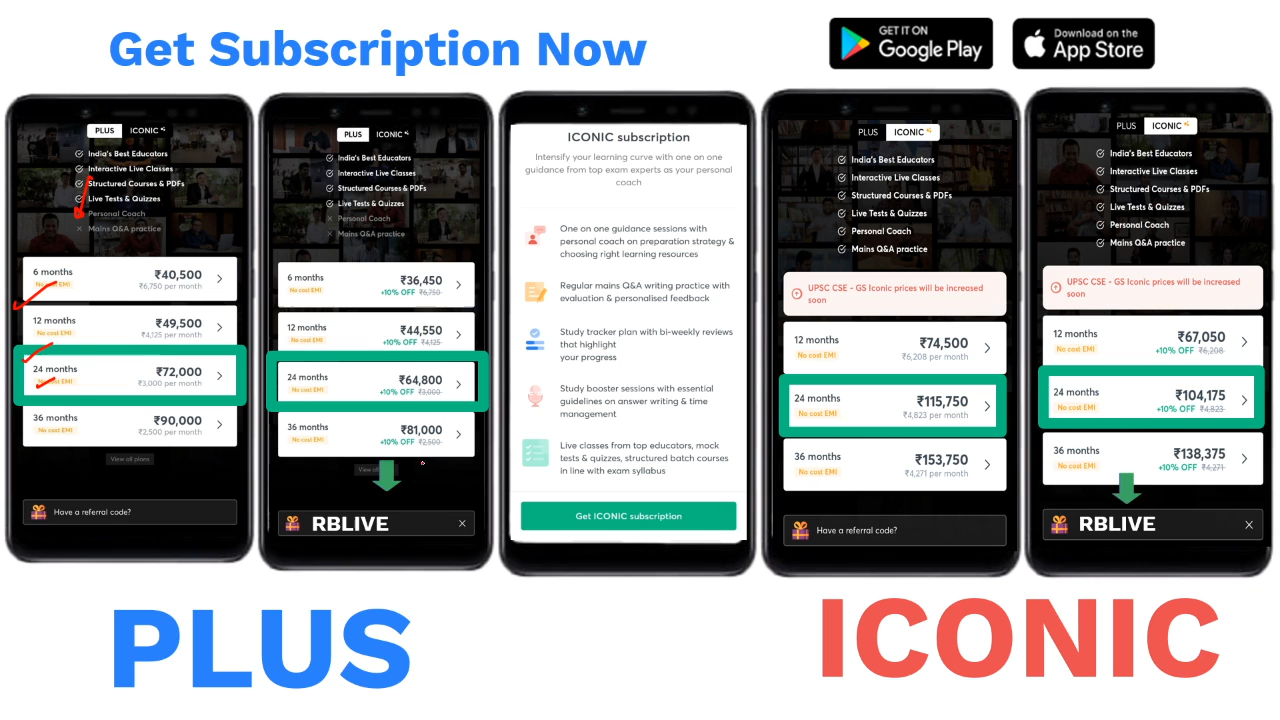 Get Subscription Now
GET IT ON
Google Play
Download on the
App Store
PLUS ICONIC
India's Best Educators
Interactive Live Classes
Structured Courses & PDFs
Live Tests & Quizzes
Personal Coach
Mains Q&A practice
6 months
₹40,500
No cost EMI
₹6,750 per month
12 months
₹49,500
No cost EMI
₹4,125 per month
24 months
₹72,000
No cost EMI
₹3,000 per month
36 months
₹90,000
No cost EMI
₹2,500 per month
View all plans
Have a referral code?
PLUS ICONIC
India's Best Educators
Interactive Live Classes
Structured Courses & PDFs
Live Tests & Quizzes
Personal Coach
Mains Q&A practice
6 months
₹36,450
No cost EMI
+10% OFF ₹6,750
12 months
₹44,550
No cost EMI
+10% OFF ₹4,125
24 months
₹64,800
No cost EMI
+10% OFF ₹3,000
36 months
₹81,000
No cost EMI
+10% OFF ₹2,500
View all
RBLIVE
ICONIC subscription
Intensify your learning curve with one on one
guidance from top exam experts as your personal
coach
One on one guidance sessions with
personal coach on preparation strategy &
choosing right learning resources
Regular mains Q&A writing practice with
evaluation & personalised feedback
Study tracker plan with bi-weekly reviews
that highlight
your progress
Study booster sessions with essential
guidelines on answer writing & time
management
Live classes from top educators, mock
tests & quizzes, structured batch courses
in line with exam syllabus
Get ICONIC subscription
PLUS ICONIC
India's Best Educators
Interactive Live Classes
Structured Courses & PDFs
Live Tests & Quizzes
Personal Coach
Mains Q&A practice
UPSC CSE - GS Iconic prices will be increased
soon
12 months
₹74,500
No cost EMI
₹6,208 per month
24 months
₹115,750
No cost EMI
₹4,823 per month
36 months
₹153,750
No cost EMI
₹4,271 per month
Have a referral code?
PLUS ICONIC
India's Best Educators
Interactive Live Classes
Structured Courses & PDFs
Live Tests & Quizzes
Personal Coach
Mains Q&A practice
UPSC CSE - GS Iconic prices will be increased
soon
12 months
₹67,050
No cost EMI
+10% OFF ₹6,208
24 months
₹104,175
No cost EMI
+10% OFF ₹4,823
36 months
₹138,375
No cost EMI
+10% OFF ₹4,271
RBLIVE
PLUS
ICONIC